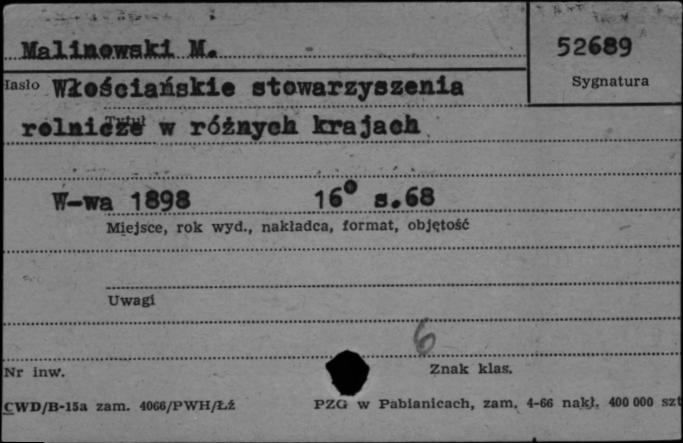 Malinowski M.
52689
Hasło
Sygnatura
Włościańskie stowarzyszenia
Tytuł
rolnicze w różnych krajach
W-wa 1898 16° s.68
Miejsce, rok wyd., nakładca, format, objętość
Uwagi
6
Nr inw.
Znak klas.
CWD/B-15a zam. 4066/PWH/Łż
PZG w Pabianicach, zam. 4-66 nakł. 400 000 szt